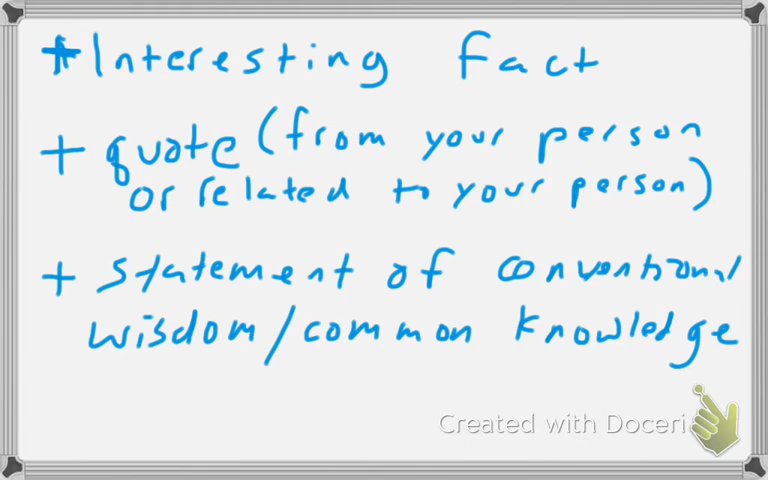 +Interesting fact
+ quote (from your person
or related to your person)
+ statement of conventional
wisdom/common knowledge
Created with Doceri